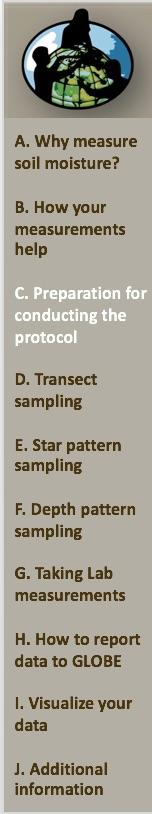 A. Why measure
soil moisture?
B. How your
measurements
help
C. Preparation for
conducting the
protocol
D. Transect
sampling
E. Star pattern
sampling
F. Depth pattern
sampling
G. Taking Lab
measurements
H. How to report
data to GLOBE
I. Visualize your
data
J. Additional
information